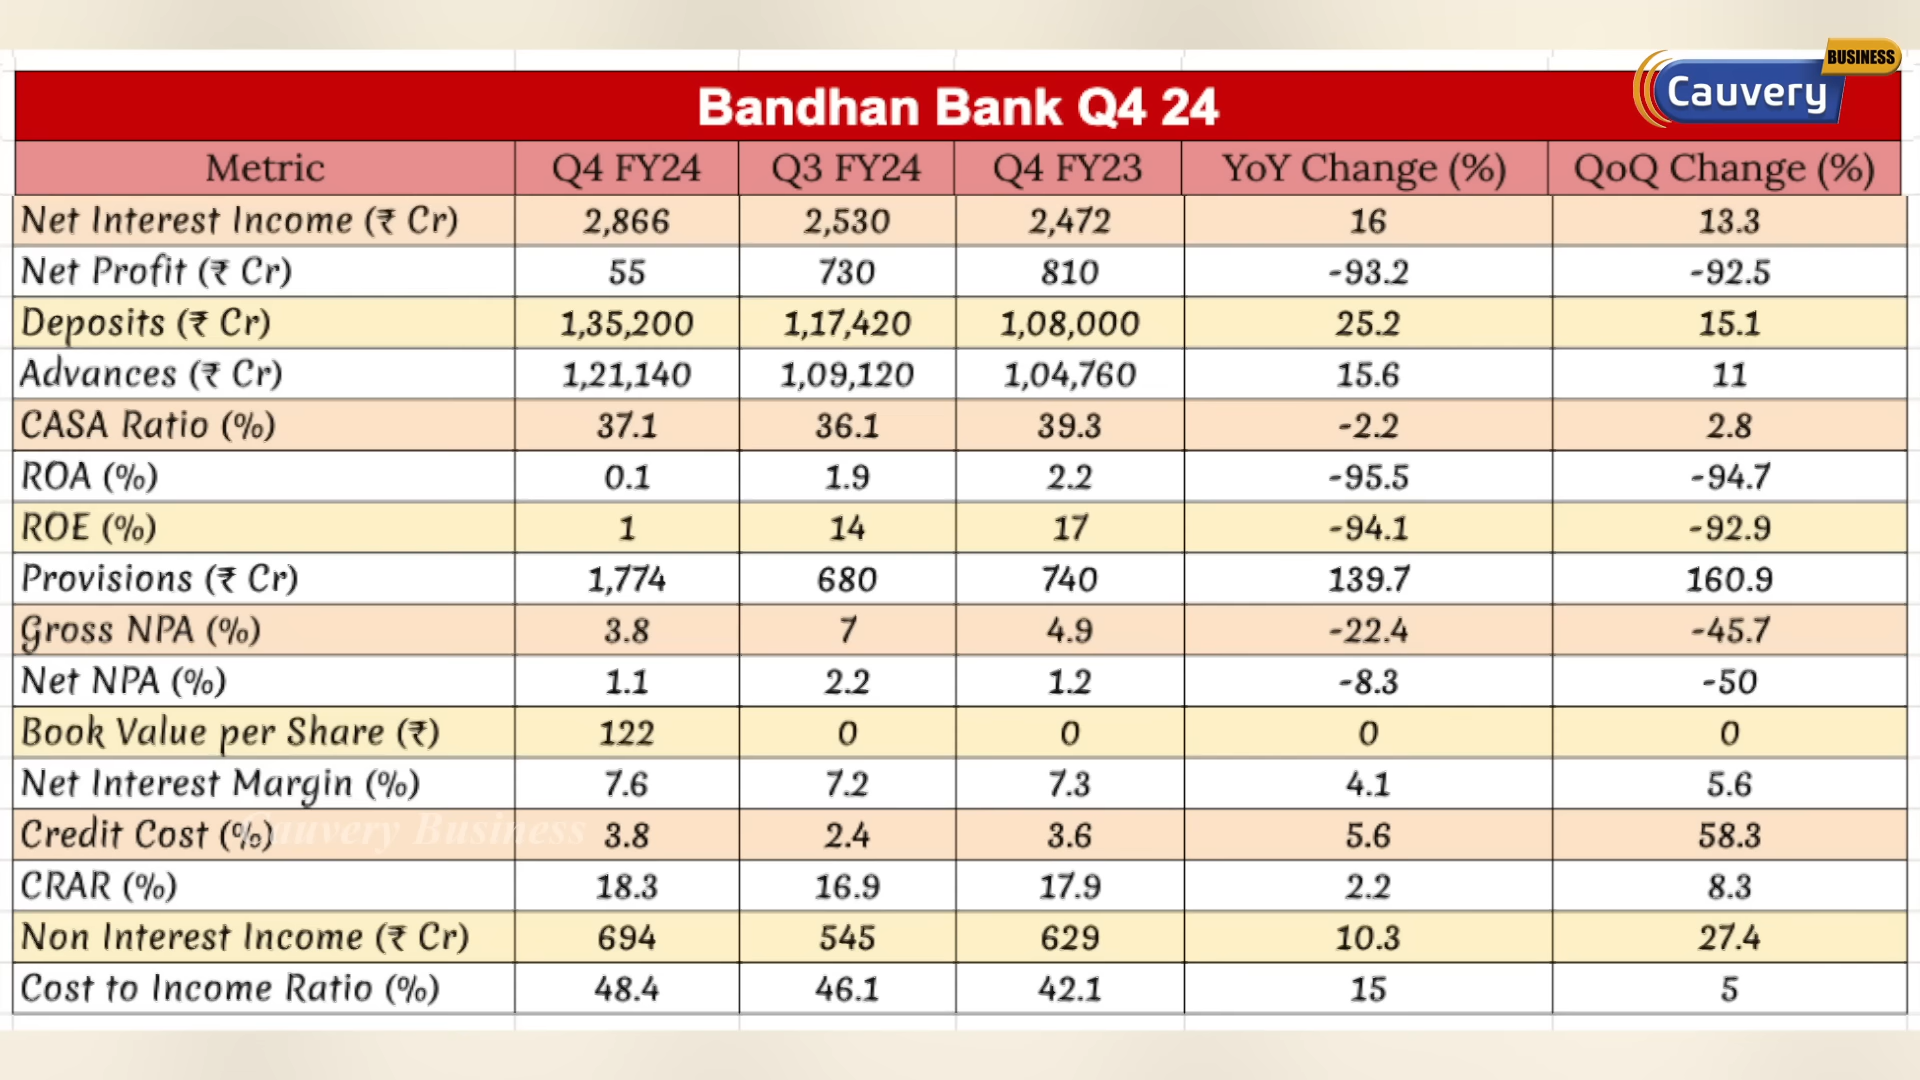 BUSINESS
Cauvery
Bandhan Bank Q4 24
Metric Q4 FY24 Q3 FY24 Q4 FY23 YoY Change (%) QoQ Change (%)
Net Interest Income (₹ Cr) 2,866 2,530 2,472 16 13.3
Net Profit (₹ Cr) 55 730 810 -93.2 -92.5
Deposits (₹ Cr) 1,35,200 1,17,420 1,08,000 25.2 15.1
Advances (₹ Cr) 1,21,140 1,09,120 1,04,760 15.6 11
CASA Ratio (%) 37.1 36.1 39.3 -2.2 2.8
ROA (%) 0.1 1.9 2.2 -95.5 -94.7
ROE (%) 1 14 17 -94.1 -92.9
Provisions (₹ Cr) 1,774 680 740 139.7 160.9
Gross NPA (%) 3.8 7 4.9 -22.4 -45.7
Net NPA (%) 1.1 2.2 1.2 -8.3 -50
Book Value per Share (₹) 122 0 0 0 0
Net Interest Margin (%) 7.6 7.2 7.3 4.1 5.6
Credit Cost (%) 3.8 2.4 3.6 5.6 58.3
Cauvery Business
CRAR (%) 18.3 16.9 17.9 2.2 8.3
Non Interest Income (₹ Cr) 694 545 629 10.3 27.4
Cost to Income Ratio (%) 48.4 46.1 42.1 15 5